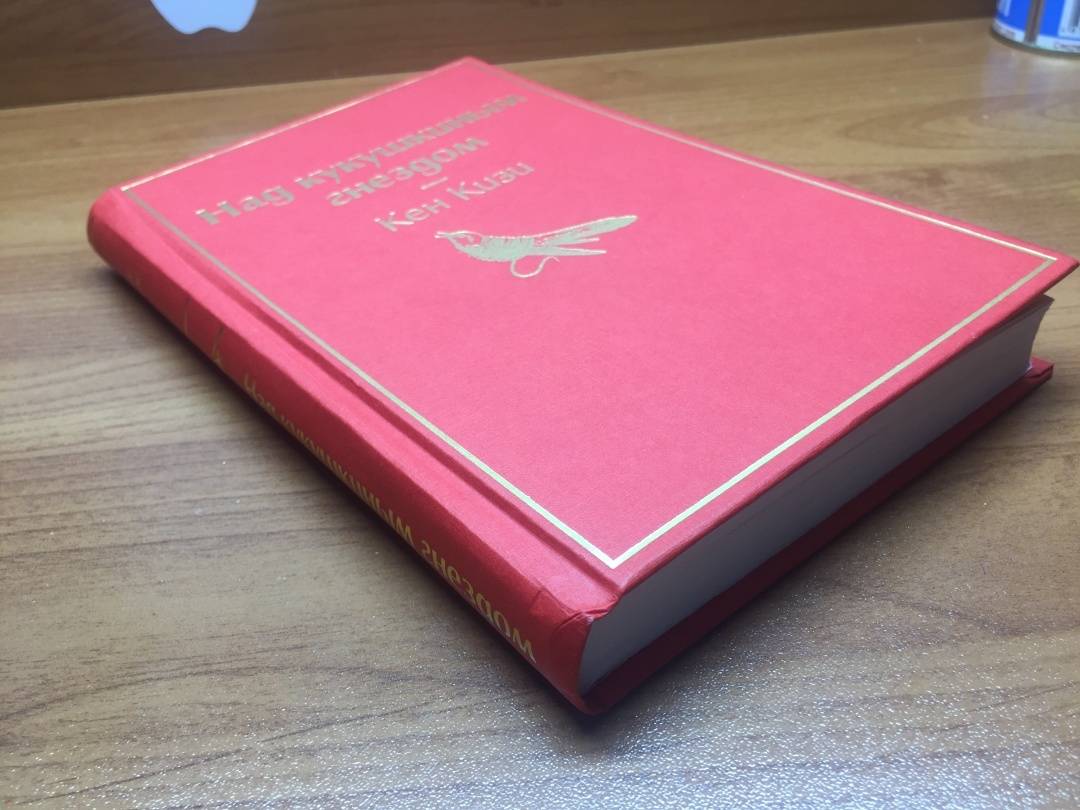 Над кукушкиным
гнездом
Кен Кизи
Над кукушкиным гнездом